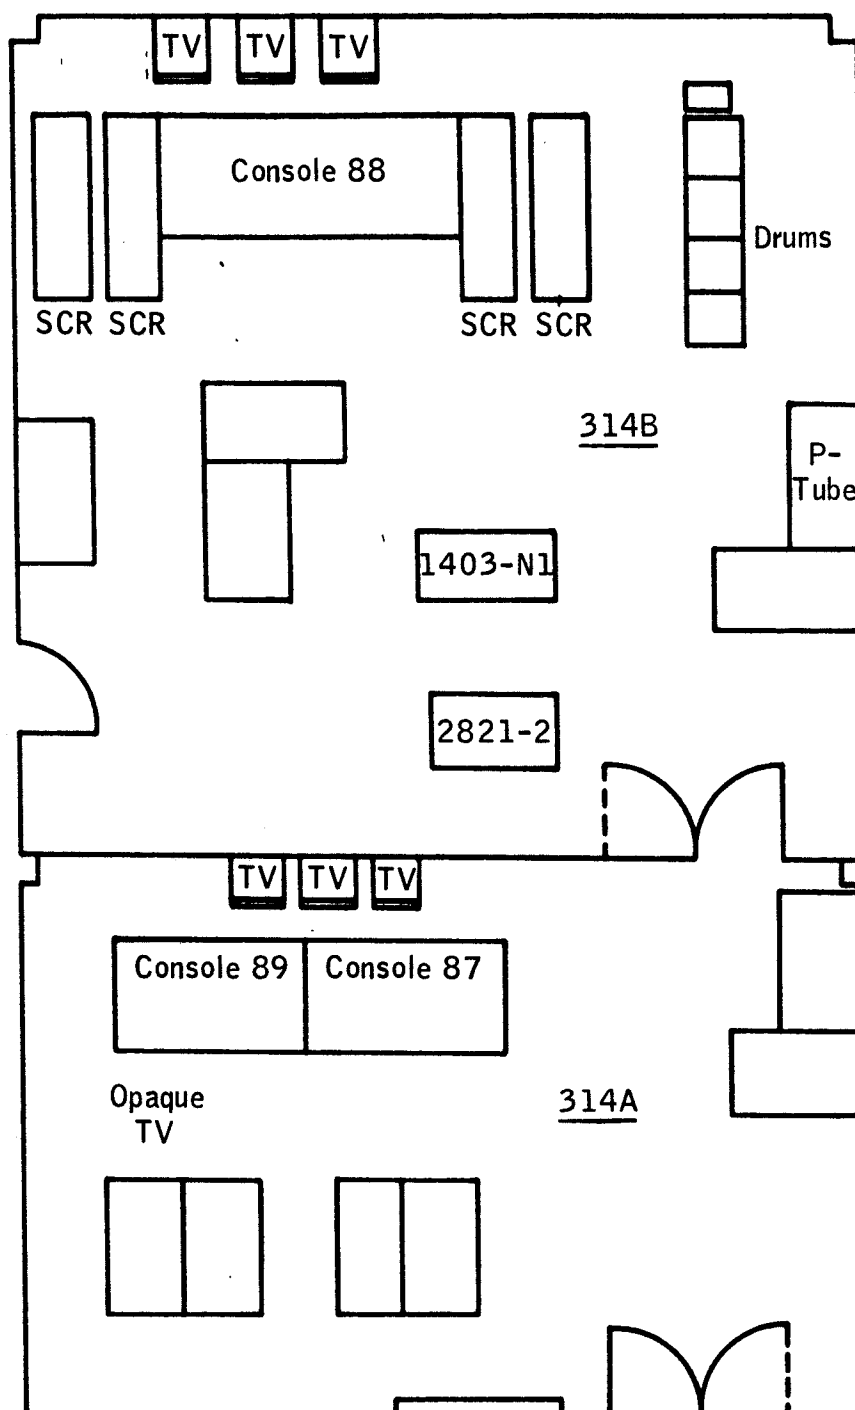 TV TV TV
Console 88
Drums
SCR SCR SCR SCR
314B
P-
Tube
1403-N1
2821-2
TV TV TV
Console 89 Console 87
Opaque
TV
314A